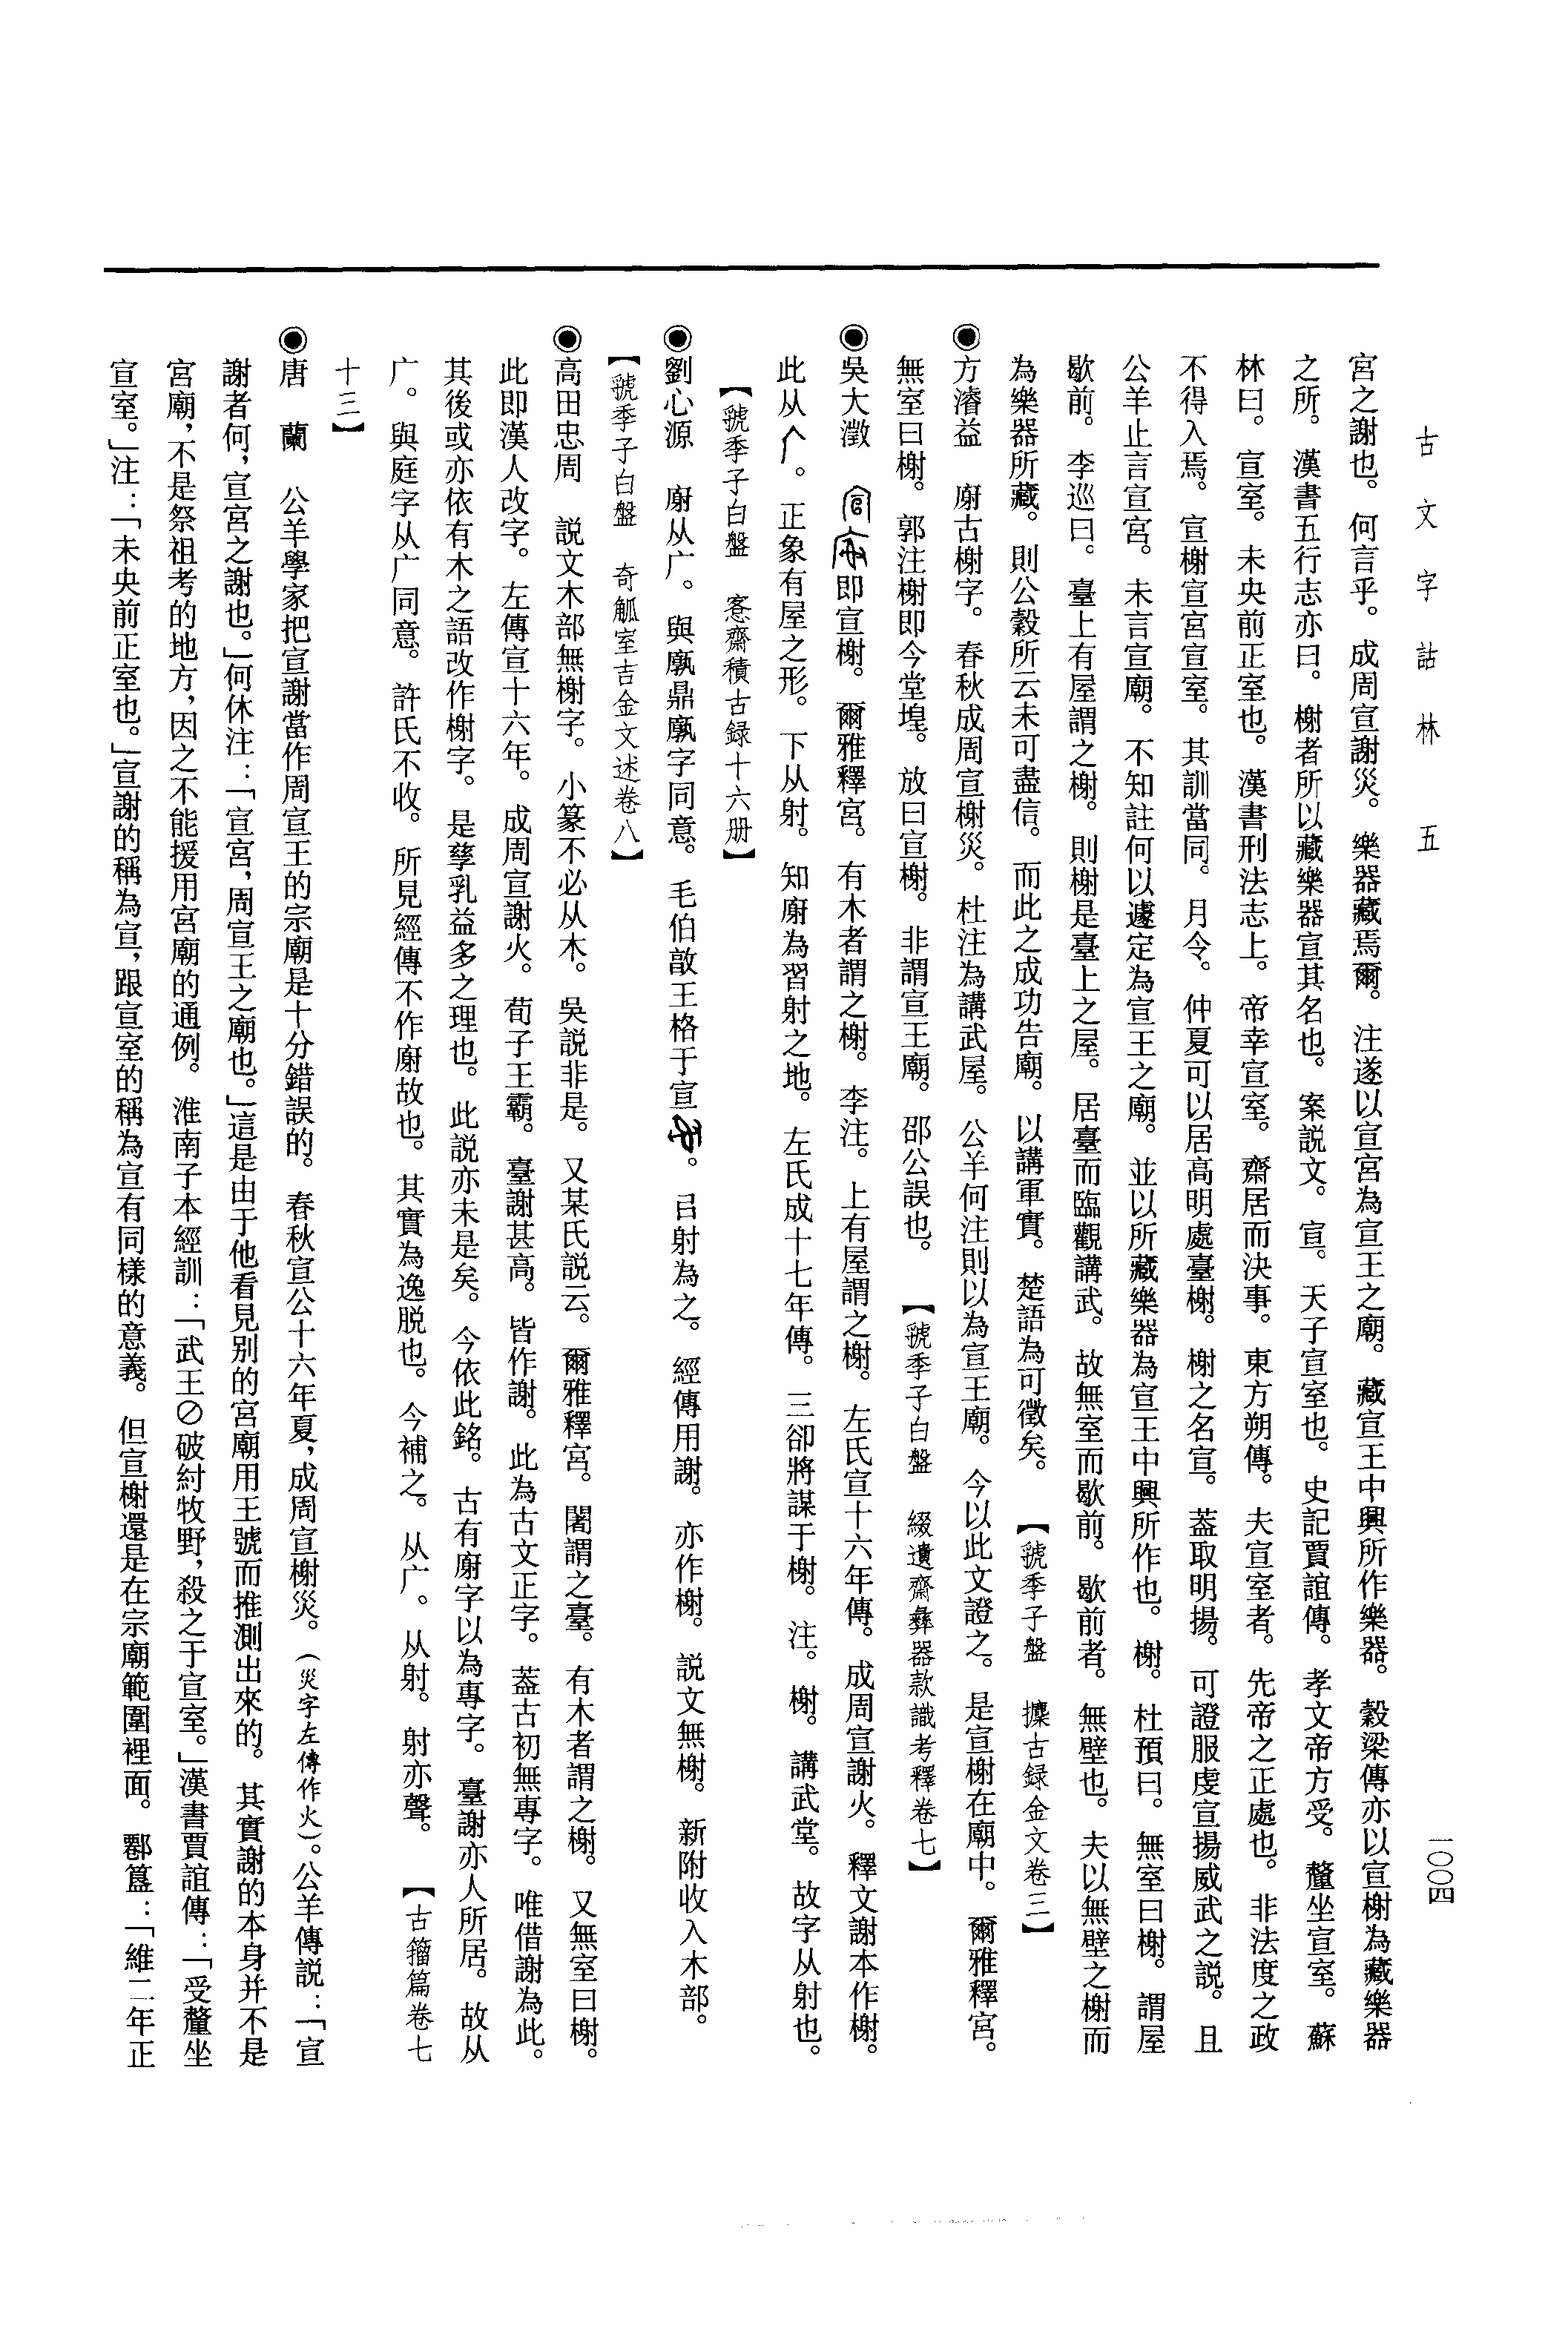 古文字詁林 五
一〇〇四
宮之謝也。何言乎。成周宣謝災。樂器藏焉爾。注遂以宣宮為宣王之廟。藏宣王中興所作樂器。穀梁傳亦以宣榭為藏樂器
之所。漢書五行志亦曰。榭者所以藏樂器宣其名也。案説文。宣。天子宣室也。史記賈誼傳。孝文帝方受。釐坐宣室。蘇
林曰。宣室。未央前正室也。漢書刑法志上。帝幸宣室。齋居而決事。東方朔傳。夫宣室者。先帝之正處也。非法度之政
不得入焉。宣榭宣宮宣室。其訓當同。月令。仲夏可以居高明處臺榭。榭之名宣。葢取明揚。可證服虔宣揚威武之説。且
公羊止言宣宮。未言宣廟。不知註何以遽定為宣王之廟。並以所藏樂器為宣王中興所作也。榭。杜預曰。無室曰榭。謂屋
歇前。李巡曰。臺上有屋謂之榭。則榭是臺上之屋。居臺而臨觀講武。故無室而歇前。歇前者。無壁也。夫以無壁之榭而
為樂器所藏。則公穀所云未可盡信。而此之成功告廟。以講軍實。楚語為可徵矣。【虢季子盤 攈古録金文卷三】
◉方濬益 㢎古榭字。春秋成周宣榭災。杜注為講武屋。公羊何注則以為宣王廟。今以此文證之。是宣榭在廟中。爾雅釋宮。
無室曰榭。郭注榭即今堂堭。放曰宣榭。非謂宣王廟。邵公誤也。【虢季子白盤 綴遺齋彝器款識考釋卷七】
◉吳大澂 即宣榭。爾雅釋宮。有木者謂之榭。李注。上有屋謂之榭。左氏宣十六年傳。成周宣謝火。釋文謝本作榭。
此从。正象有屋之形。下从射。知㢎為習射之地。左氏成十七年傳。三郤將謀于榭。注。榭。講武堂。故字从射也。
【虢季子白盤 愙齋積古録十六册】
◉劉心源 㢎从广。與㢑鼎㢑字同意。毛伯敦王格于宣。㠯射為之。經傳用謝。亦作榭。説文無榭。新附收入木部。
【虢季子白盤 奇觚室吉金文述卷八】
◉高田忠周 説文木部無榭字。小篆不必从木。吳説非是。又某氏説云。爾雅釋宮。闍謂之臺。有木者謂之榭。又無室曰榭。
此即漢人改字。左傳宣十六年。成周宣謝火。荀子王霸。臺謝甚高。皆作謝。此為古文正字。葢古初無專字。唯借謝為此。
其後或亦依有木之語改作榭字。是孳乳益多之理也。此説亦未是矣。今依此銘。古有㢎字以為專字。臺謝亦人所居。故从
广。與庭字从广同意。許氏不收。所見經傳不作㢎故也。其實為逸脱也。今補之。从广。从射。射亦聲。【古籀篇卷七
十三】
◉唐 蘭 公羊學家把宣謝當作周宣王的宗廟是十分錯誤的。春秋宣公十六年夏，成周宣榭災。（災字左傳作火）。公羊傳説：「宣
謝者何，宣宮之謝也。」何休注：「宣宮，周宣王之廟也。」這是由于他看見别的宮廟用王號而推測出來的。其實謝的本身并不是
宮廟，不是祭祖考的地方，因之不能援用宮廟的通例。淮南子本經訓：「武王⊘破紂牧野，殺之于宣室。」漢書賈誼傳：「受釐坐
宣室。」注：「未央前正室也。」宣謝的稱為宣，跟宣室的稱為宣有同樣的意義。但宣榭還是在宗廟範圍裡面。鄠簋：「維二年正